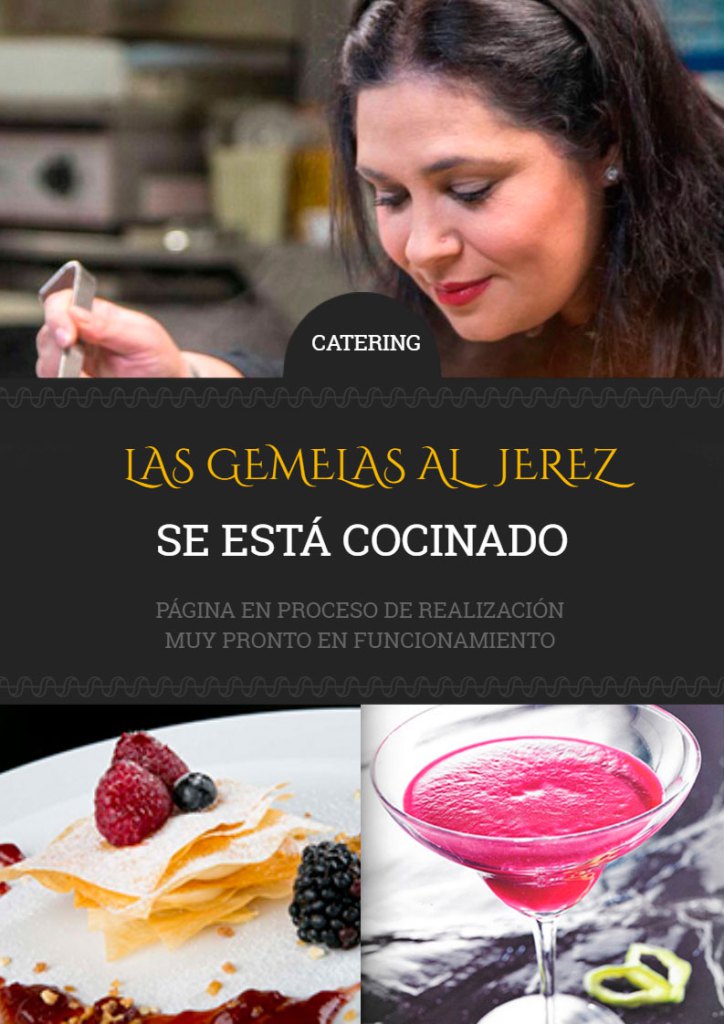 CATERING
LAS GEMELAS AL JEREZ
SE ESTÁ COCINADO
PÁGINA EN PROCESO DE REALIZACIÓN
MUY PRONTO EN FUNCIONAMIENTO